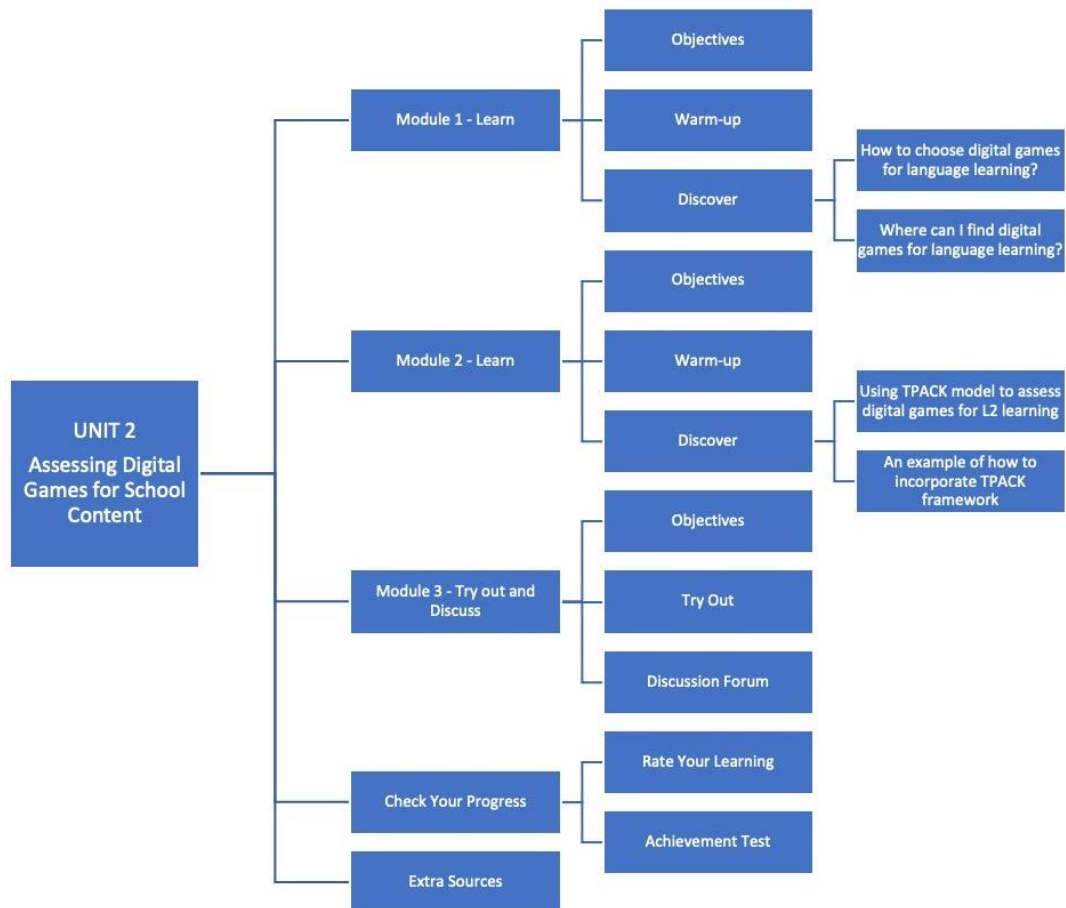 UNIT 2
Assessing Digital
Games for School
Content
Module 1 - Learn
Objectives
Warm-up
Discover
How to choose digital games
for language learning?
Where can I find digital
games for language learning?
Module 2 - Learn
Objectives
Warm-up
Discover
Using TPACK model to assess
digital games for L2 learning
An example of how to
incorporate TPACK
framework
Module 3 - Try out and
Discuss
Objectives
Try Out
Discussion Forum
Check Your Progress
Rate Your Learning
Achievement Test
Extra Sources